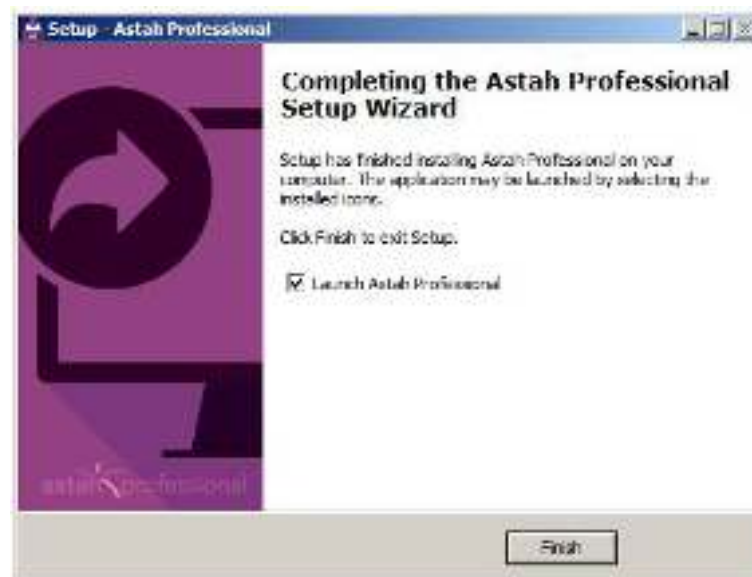 Setup - Astah Professional
Completing the Astah Professional
Setup Wizard
Setup has finished installing Astah Professional on your
computer. The application may be launched by selecting the
installed icons.
Click Finish to exit Setup.
Launch Astah Professional
astah professional
Finish